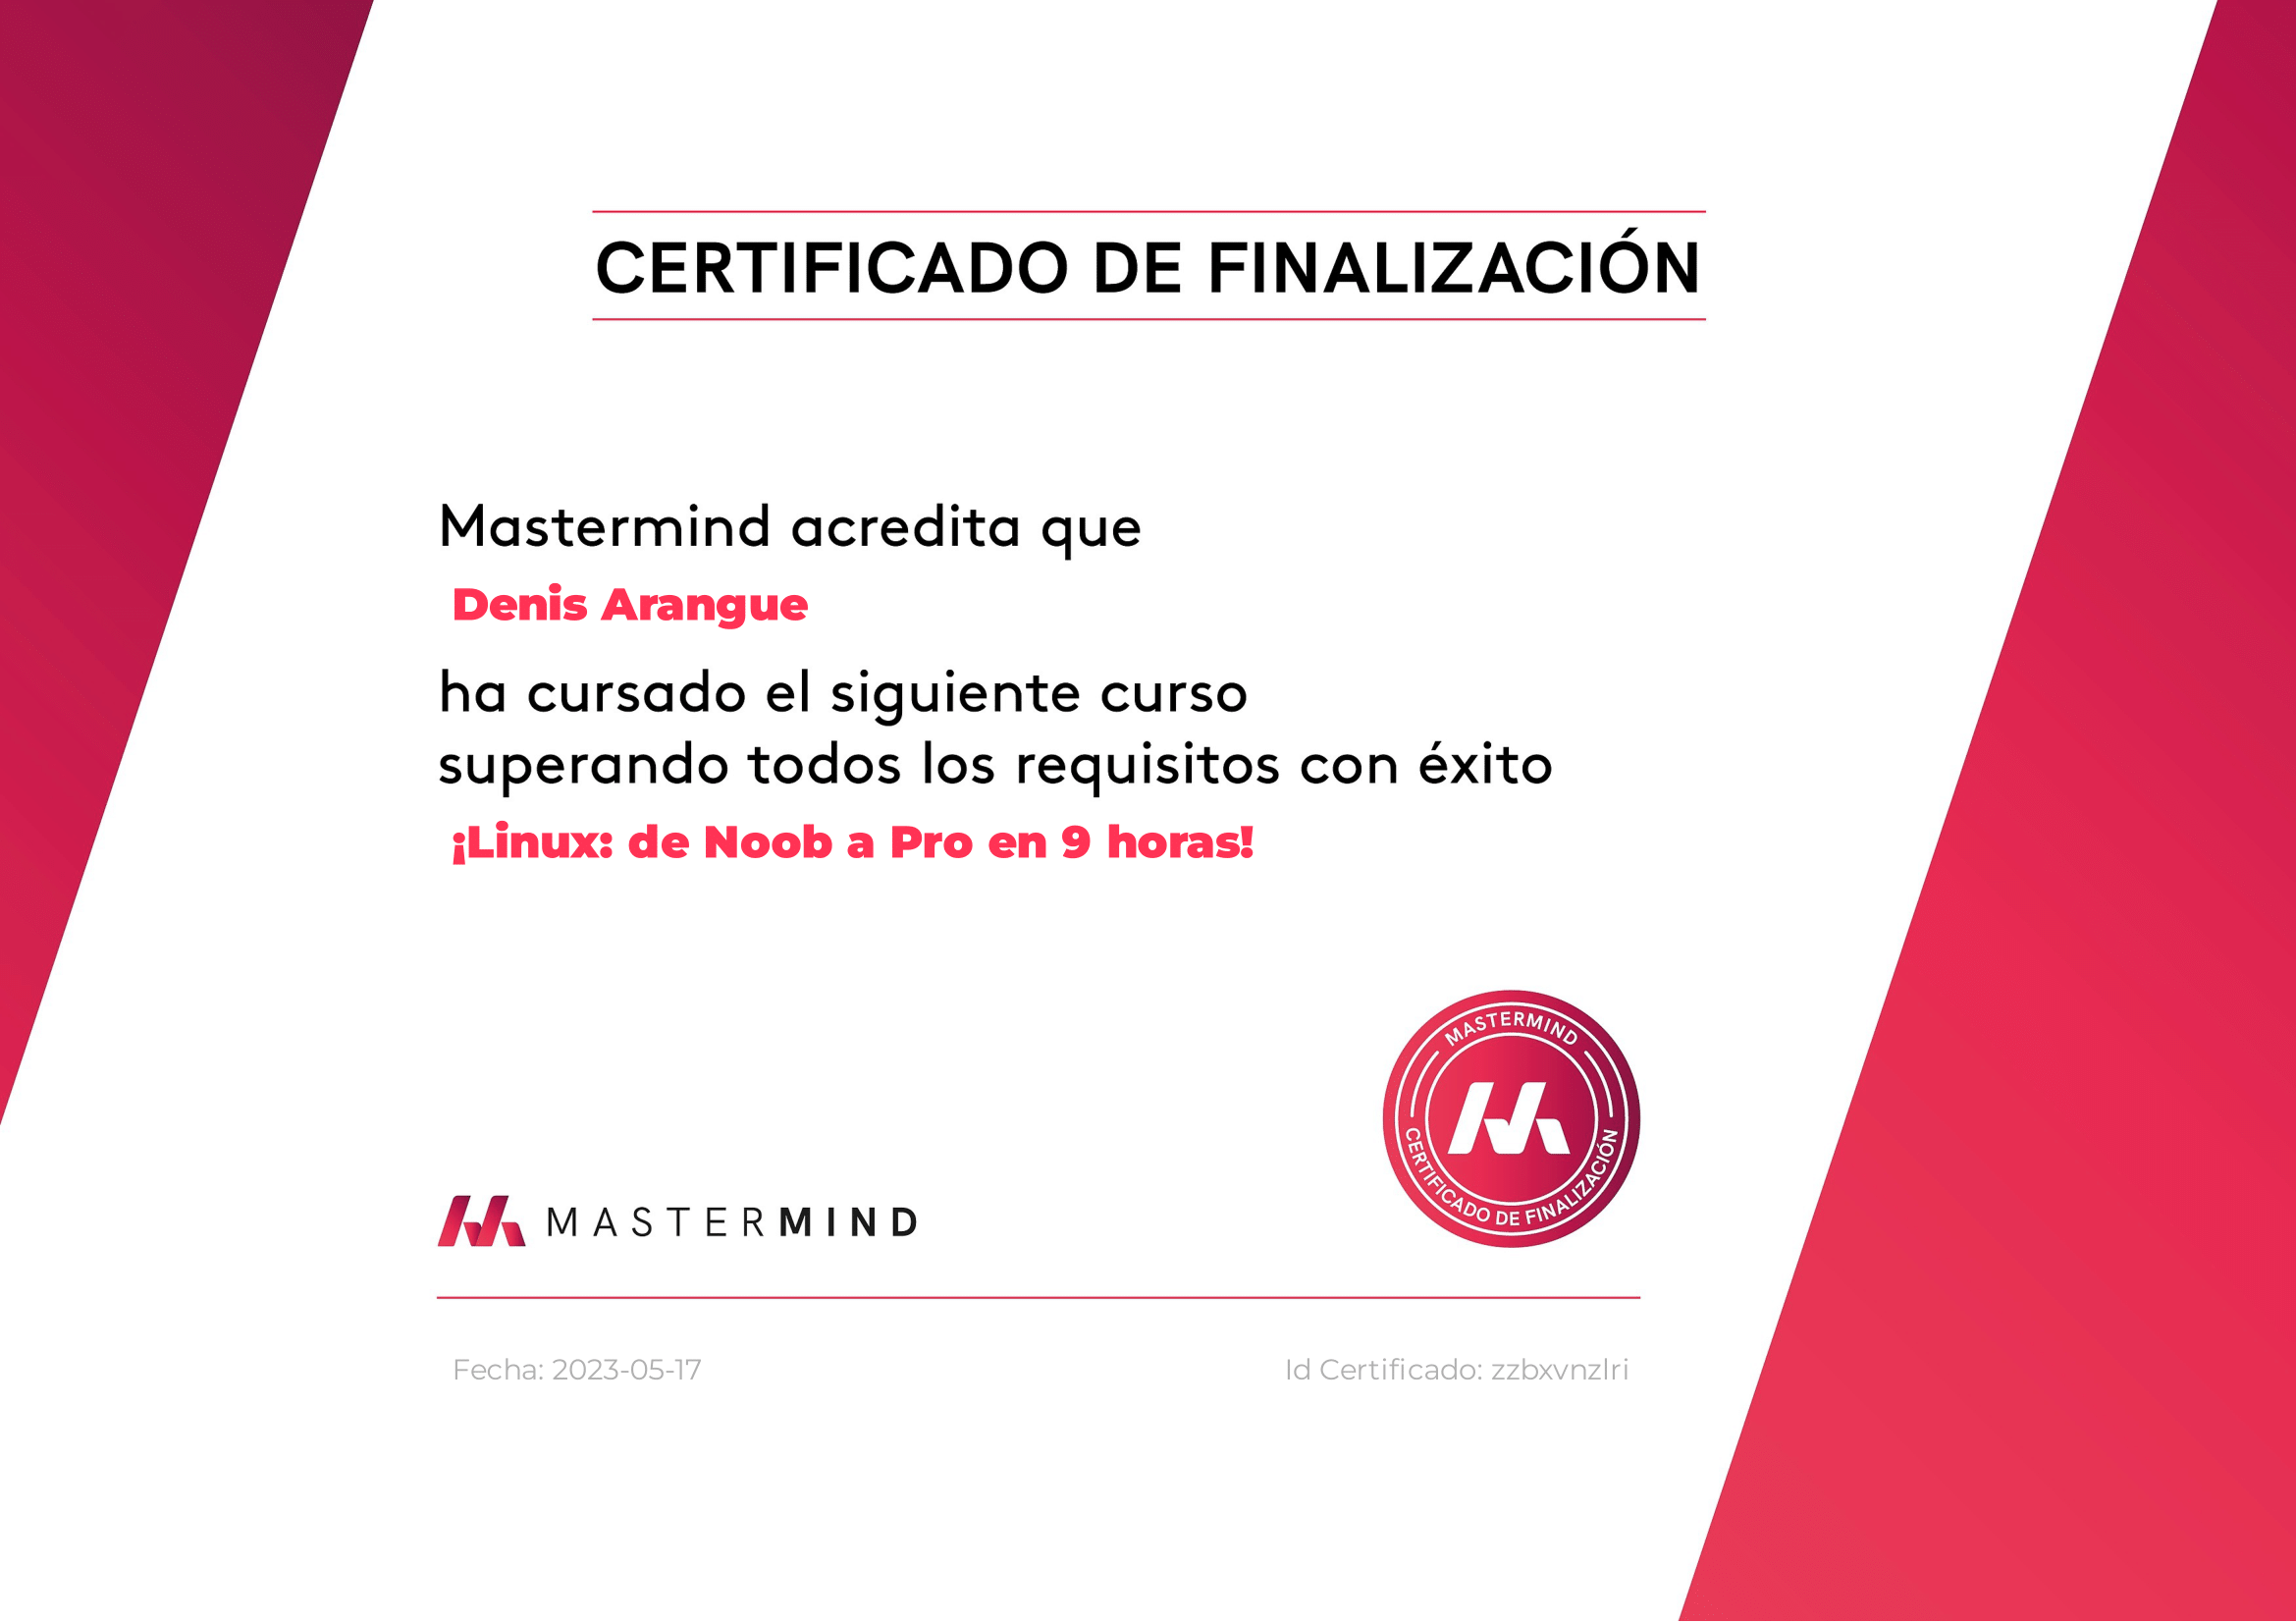 CERTIFICADO DE FINALIZACIÓN
Mastermind acredita que
Denis Arangue
ha cursado el siguiente curso
superando todos los requisitos con éxito
¡Linux: de Noob a Pro en 9 horas!
MASTERMIND
CERTIFICADO DE FINALIZACIÓN
MASTERMIND
Fecha: 2023-05-17
Id Certificado: zzbxvnzlri